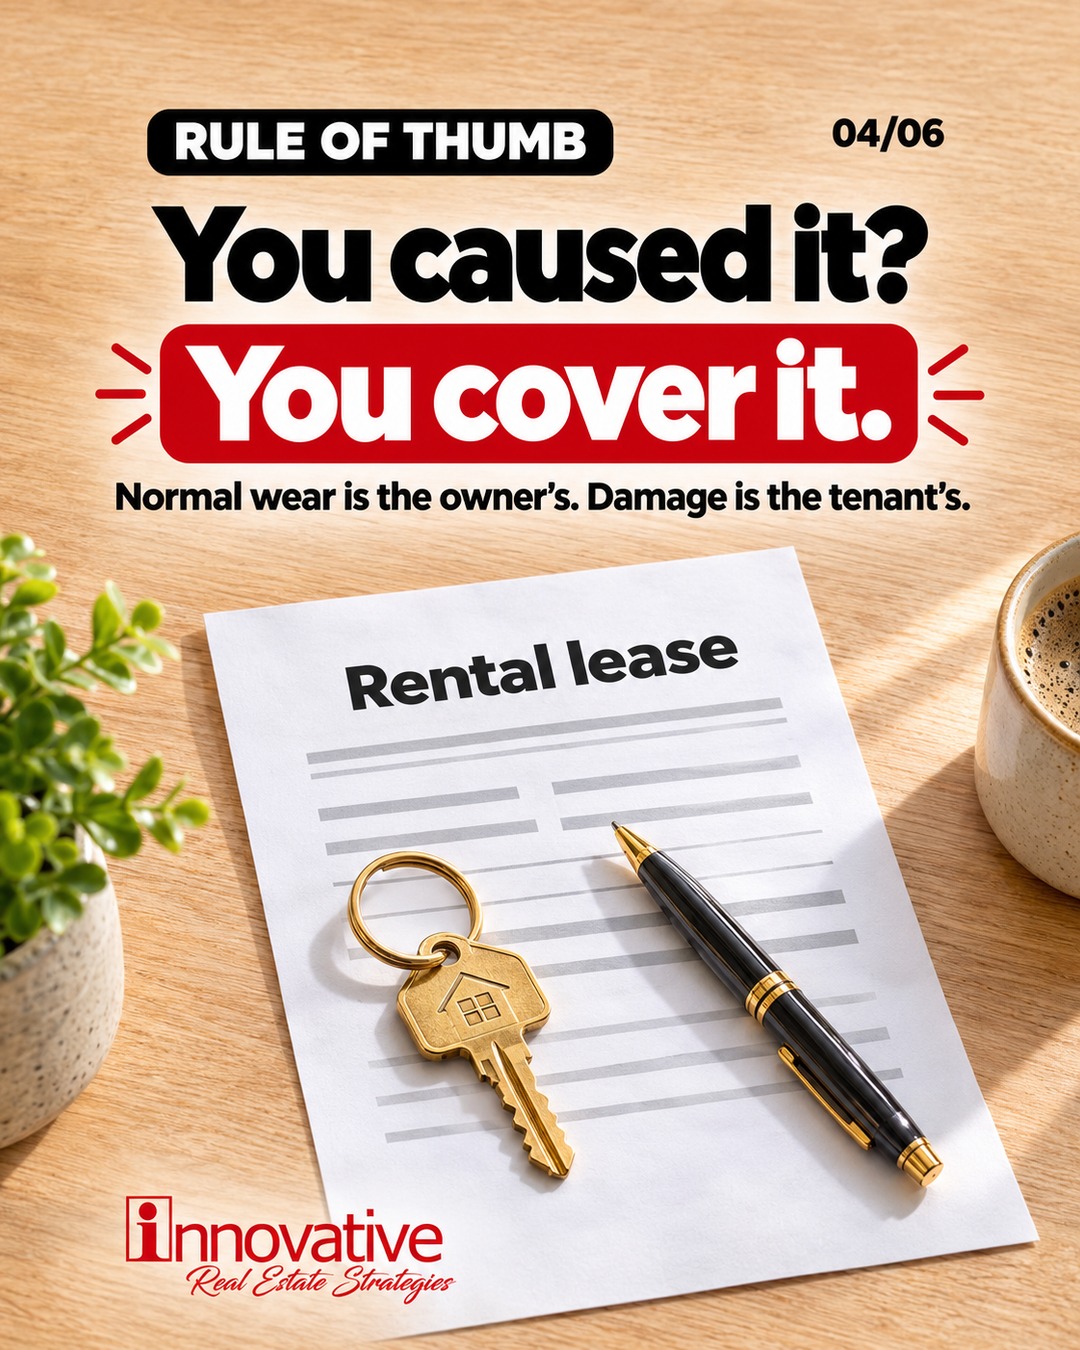 RULE OF THUMB
04/06
You caused it?
You cover it.
Normal wear is the owner's. Damage is the tenant's.
Rental lease
innovative
Real Estate Strategies